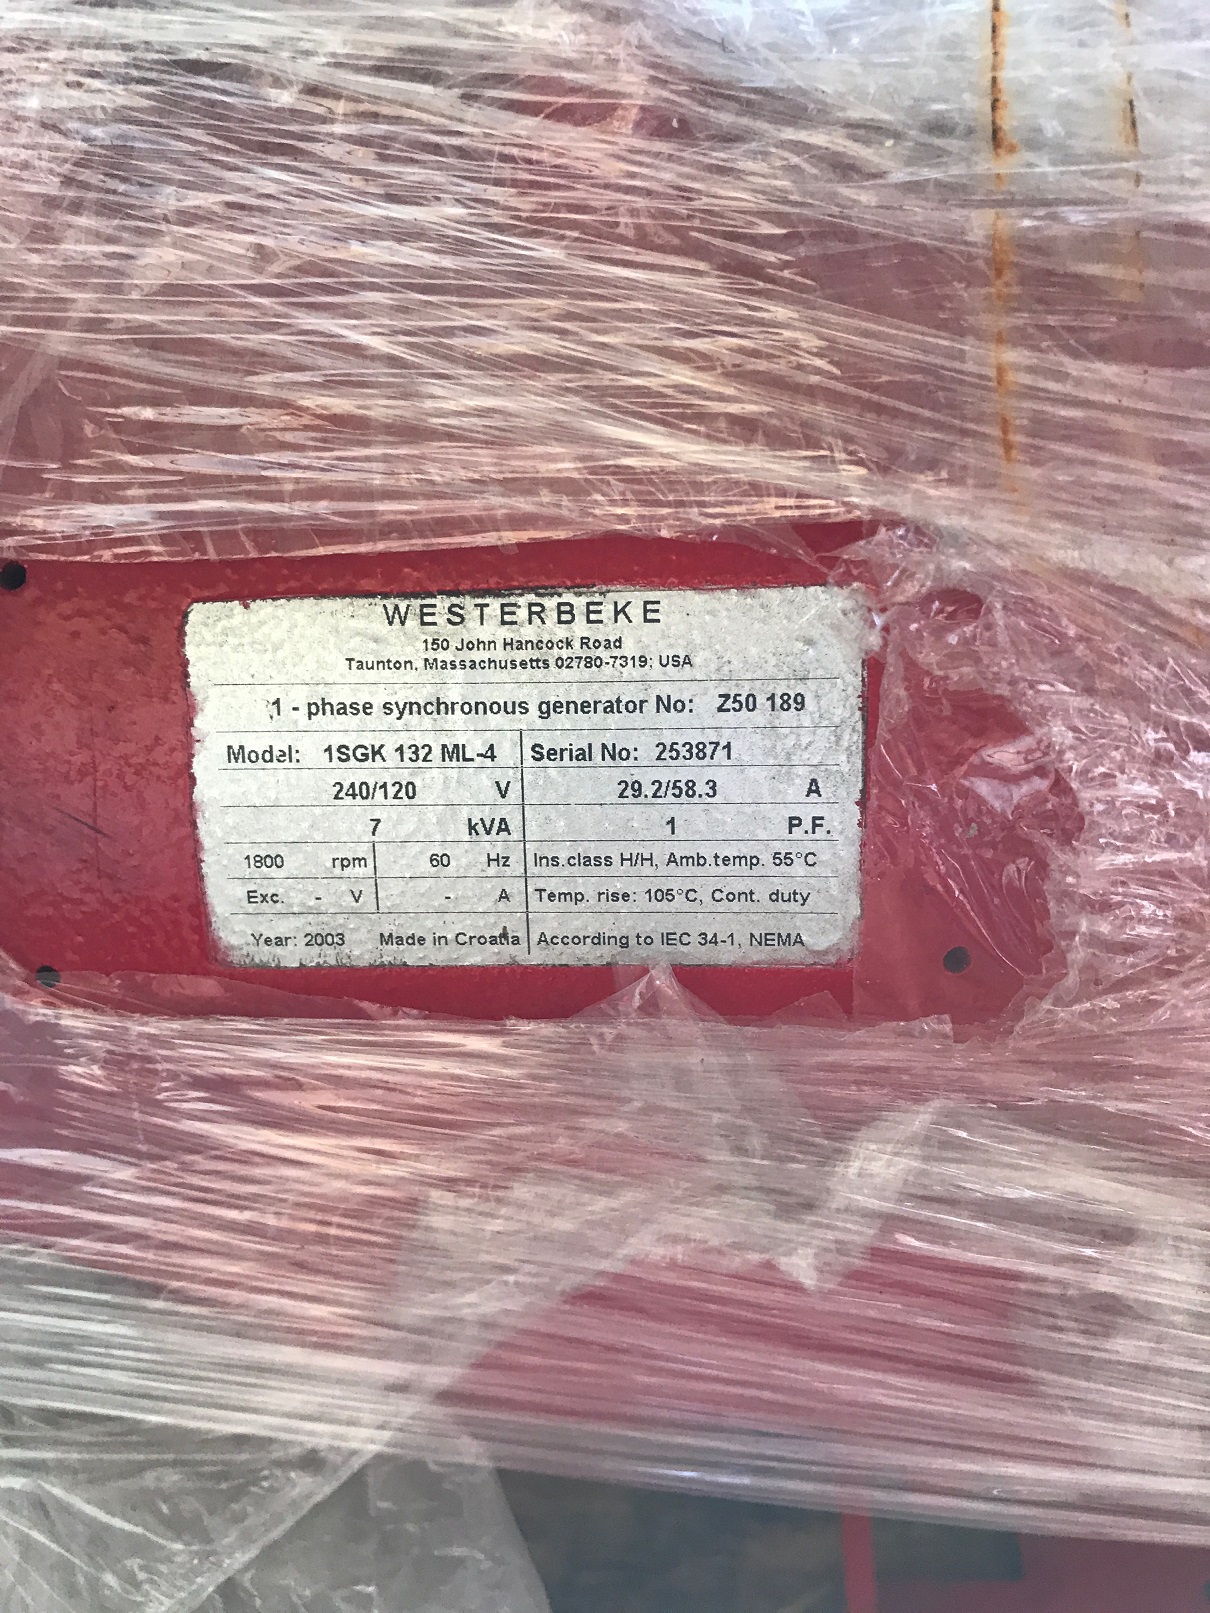 WESTERBEKE
150 John Hancock Road
Taunton, Massachusetts 02780-7319; USA
1 - phase synchronous generator No: Z50 189
Model: 1SGK 132 ML-4 Serial No: 253871
240/120 V 29.2/58.3 A
7 kVA 1 P.F.
1800 rpm 60 Hz Ins.class H/H, Amb.temp. 55°C
Exc. - V - A Temp. rise: 105°C, Cont. duty
Year: 2003 Made in Croatia According to IEC 34-1, NEMA